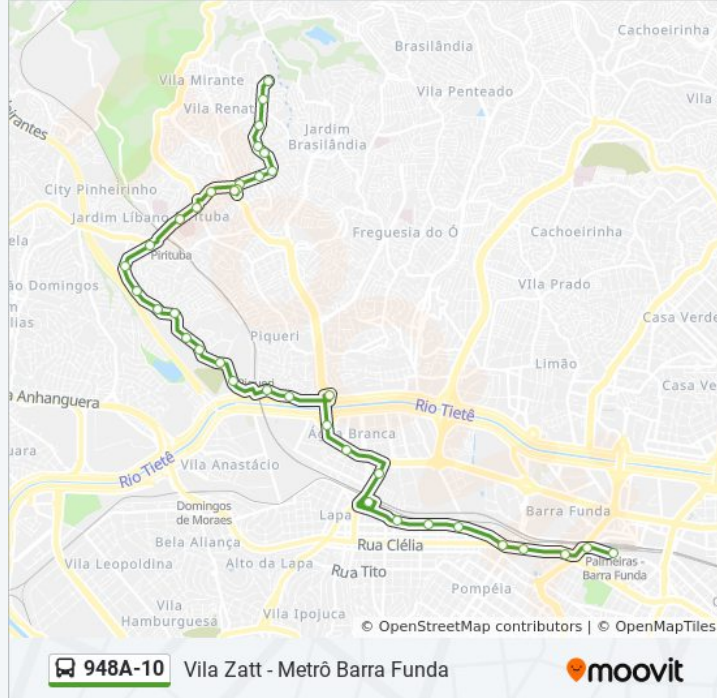 Cachoeirinha
Brasilândia
Vila Mirante
Vila Penteado
Vila Renat
Vila
Jardim
Brasilândia
City Pinheirinho
Jardim Líbano
ituba
Freguesia do Ó
Cachoeirinha
ela
Pirituba
ão Domingos
VIla Prado
m
lias
Casa Verde
Piqueri
Limão
Casa Ve
a Anhanguera
Rio Tietê
Água Branca
uara
Rio Tietê
Vila Anastácio
Domingos
de Moraes
Lapa
Barra Funda
Bela Aliança
Rua Clélia
Vila Leopoldina
Alto da Lapa
Rua Tito
Palmeiras -
Barra Funda
Pompéla
Vila
Hamburguesá
Vila Ipojuca
© OpenStreetMap contributors | © OpenMapTiles
948A-10
Vila Zatt - Metrô Barra Funda
moovit